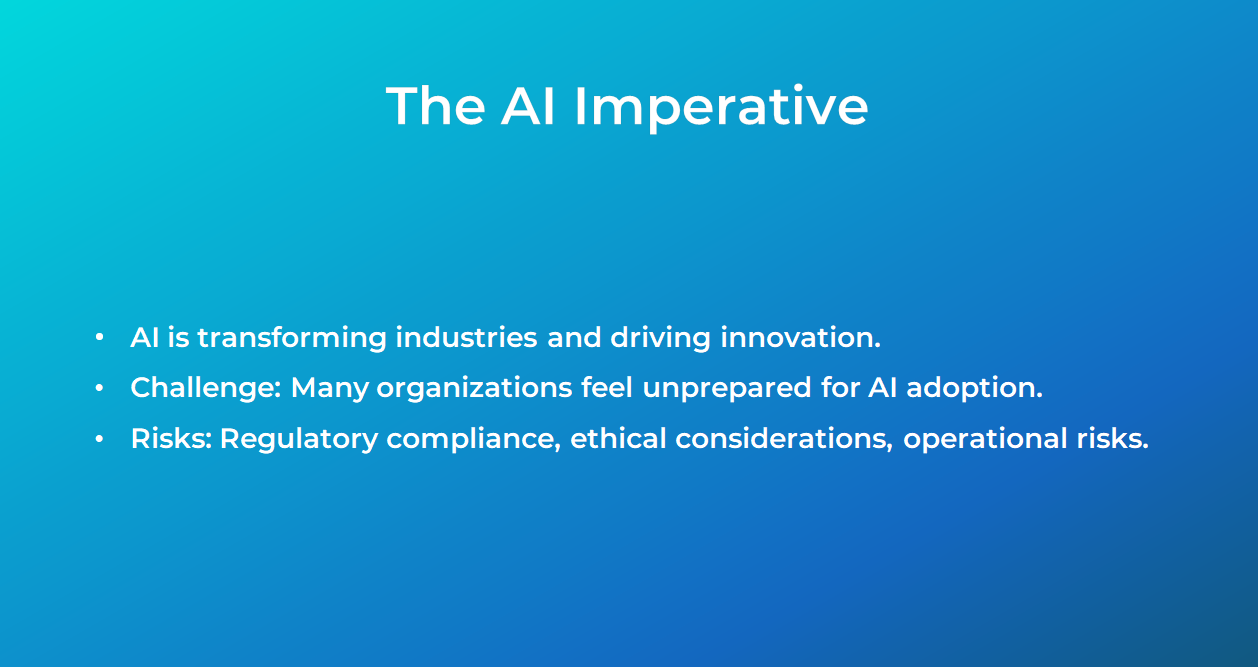 The AI Imperative
• AI is transforming industries and driving innovation.
• Challenge: Many organizations feel unprepared for AI adoption.
• Risks: Regulatory compliance, ethical considerations, operational risks.